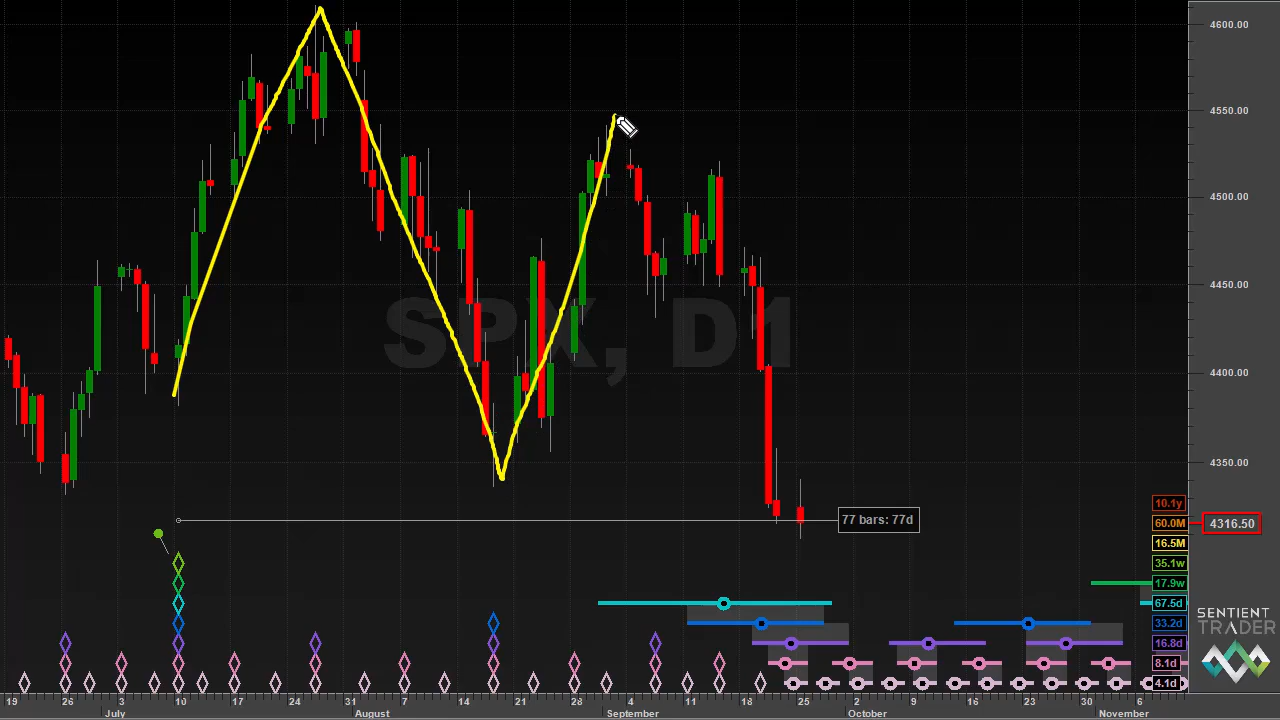 4600.00
4550.00
4500.00
4450.00
4400.00
4350.00
4316.50
SPX, D1
77 bars: 77d
10.1y
60.0M
16.5M
35.1w
17.9w
67.5d
33.2d
16.8d
8.1d
4.1d
SENTIENT
TRADER
19 26 3 10 17 24 31 7 14 21 28 4 11 18 25 2 9 16 23 30 6
July August September October November